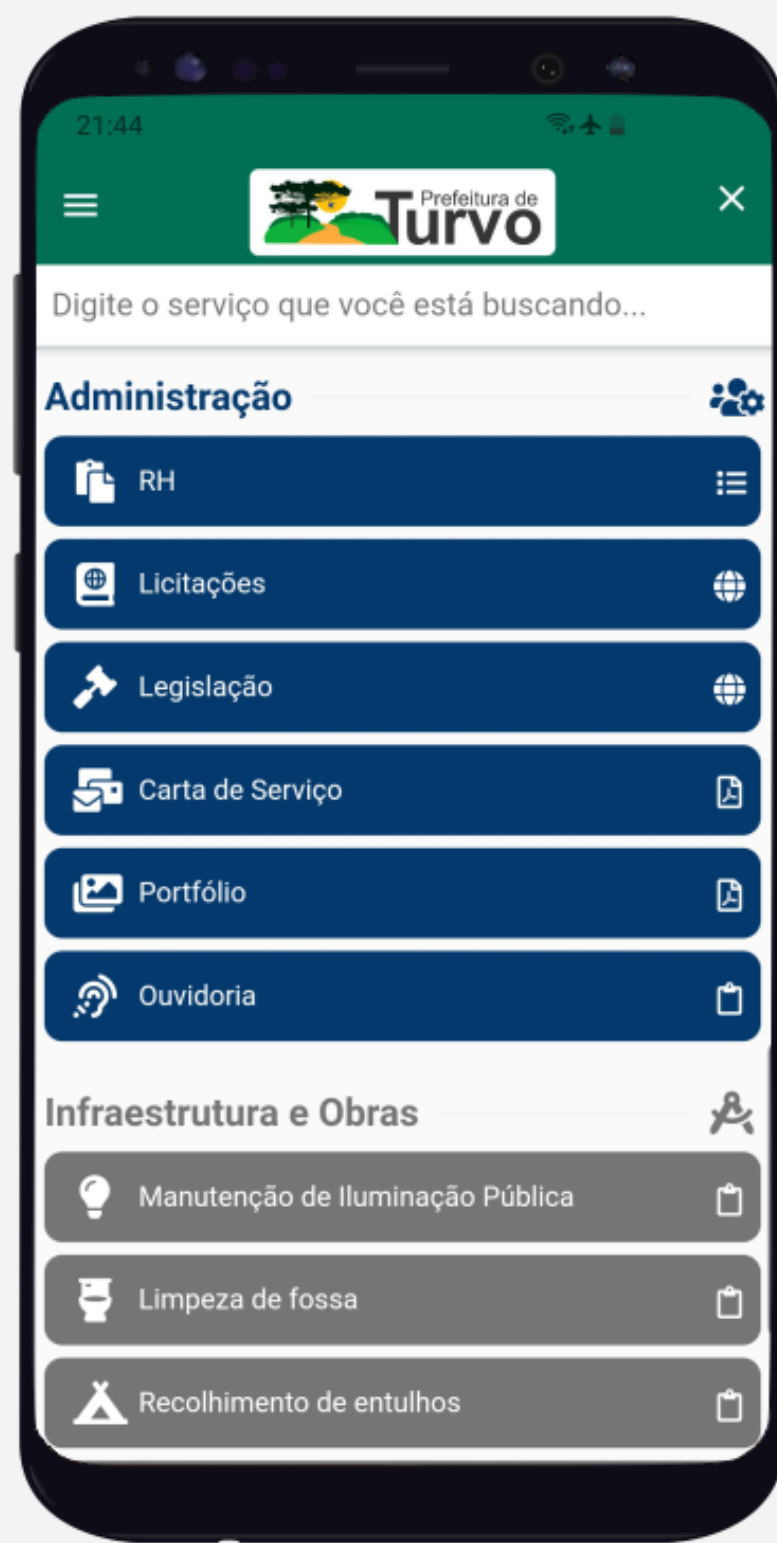 21:44
Prefeitura de
Turvo
Digite o serviço que você está buscando...
Administração
RH
Licitações
Legislação
Carta de Serviço
Portfólio
Ouvidoria
Infraestrutura e Obras
Manutenção de Iluminação Pública
Limpeza de fossa
Recolhimento de entulhos